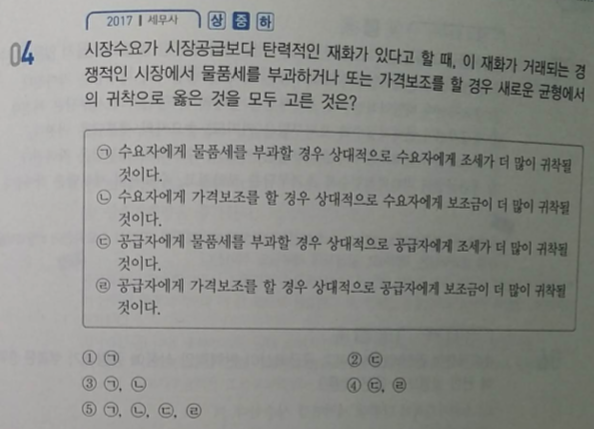 2017 | 세무사 상 중 하
04 시장수요가 시장공급보다 탄력적인 재화가 있다고 할 때, 이 재화가 거래되는 경
쟁적인 시장에서 물품세를 부과하거나 또는 가격보조를 할 경우 새로운 균형에서
의 귀착으로 옳은 것을 모두 고른 것은?
㉠ 수요자에게 물품세를 부과할 경우 상대적으로 수요자에게 조세가 더 많이 귀착될
것이다.
㉡ 수요자에게 가격보조를 할 경우 상대적으로 수요자에게 보조금이 더 많이 귀착될
것이다.
㉢ 공급자에게 물품세를 부과할 경우 상대적으로 공급자에게 조세가 더 많이 귀착될
것이다.
㉣ 공급자에게 가격보조를 할 경우 상대적으로 공급자에게 보조금이 더 많이 귀착될
것이다.
① ㉠ ② ㉢
③ ㉠, ㉡ ④ ㉢, ㉣
⑤ ㉠, ㉡, ㉢, ㉣